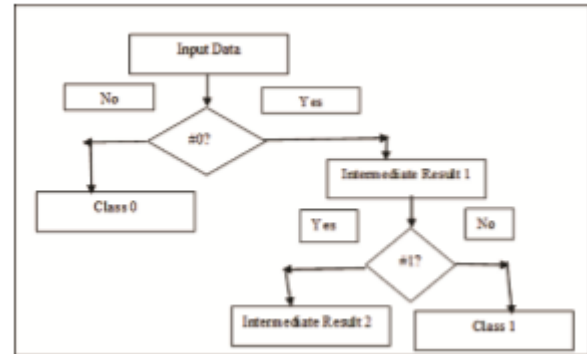 Input Data
No
Yes
#0?
Class 0
Intermediate Result 1
Yes
No
#1?
Intermediate Result 2
Class 1